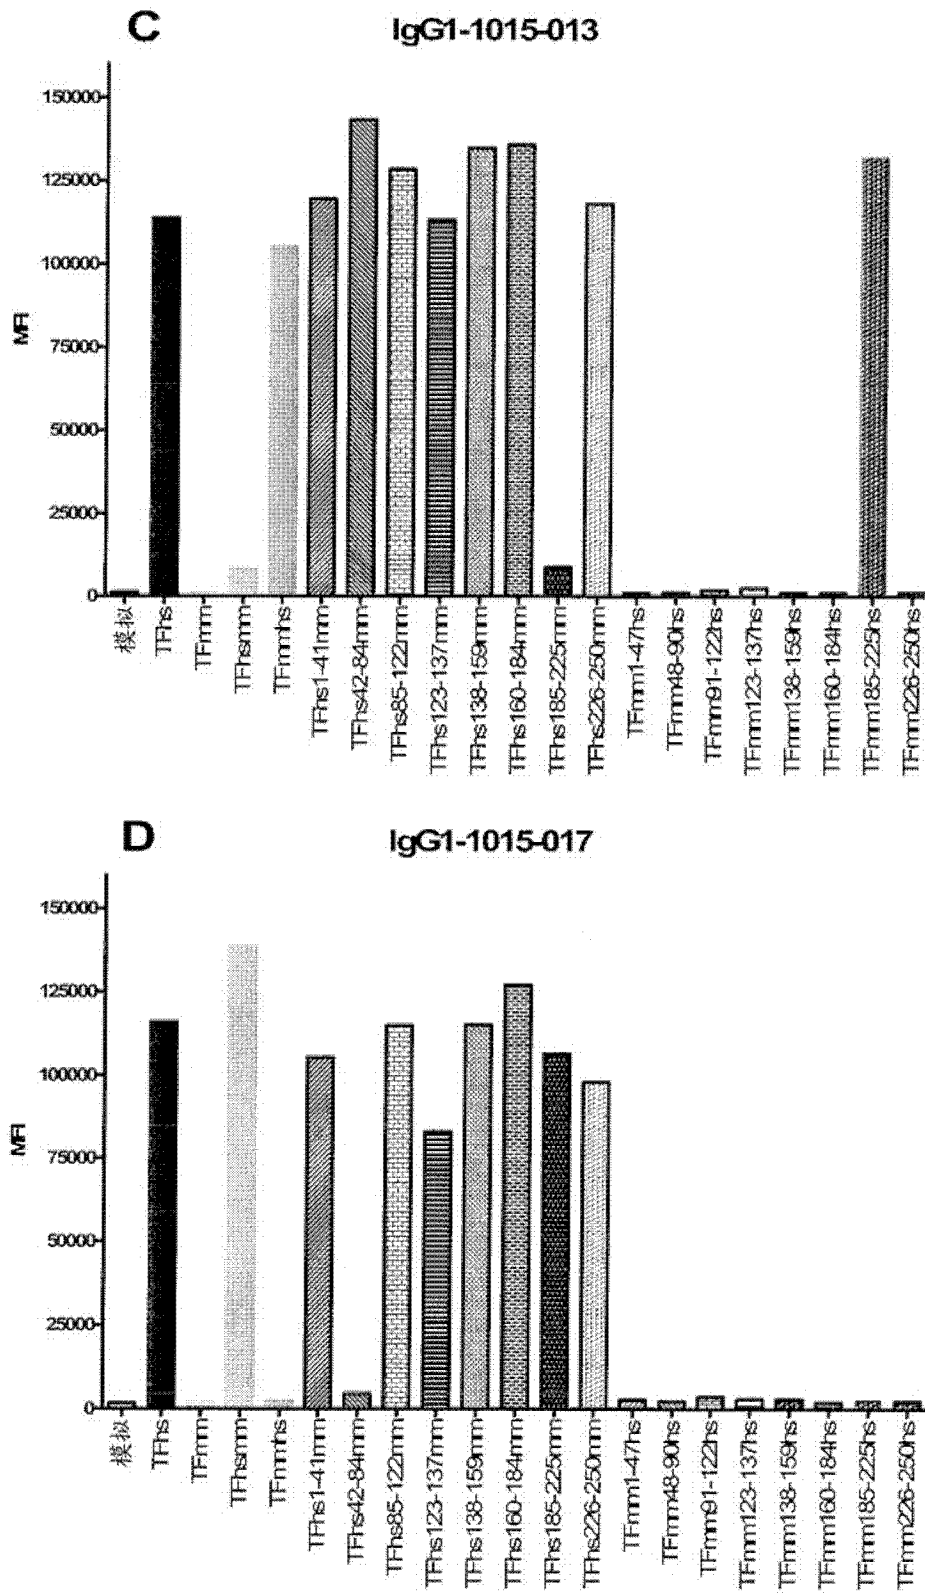 C
IgG1-1015-013
150000
125000
100000
75000
50000
25000
0
MFI
模拟
TFhs
TFmm
TFhsmm
TFmmhs
TFhs1-41mm
TFhs42-84mm
TFhs85-122mm
TFhs123-137mm
TFhs138-159mm
TFhs160-184mm
TFhs185-225mm
TFhs226-250mm
TFmm1-47hs
TFmm48-90hs
TFmm91-122hs
TFmm123-137hs
TFmm138-159hs
TFmm160-184hs
TFmm185-225hs
TFmm226-250hs
D
IgG1-1015-017
150000
125000
100000
75000
50000
25000
0
MFI
模拟
TFhs
TFmm
TFhsmm
TFmmhs
TFhs1-41mm
TFhs42-84mm
TFhs85-122mm
TFhs123-137mm
TFhs138-159mm
TFhs160-184mm
TFhs185-225mm
TFhs226-250mm
TFmm1-47hs
TFmm48-90hs
TFmm91-122hs
TFmm123-137hs
TFmm138-159hs
TFmm160-184hs
TFmm185-225hs
TFmm226-250hs